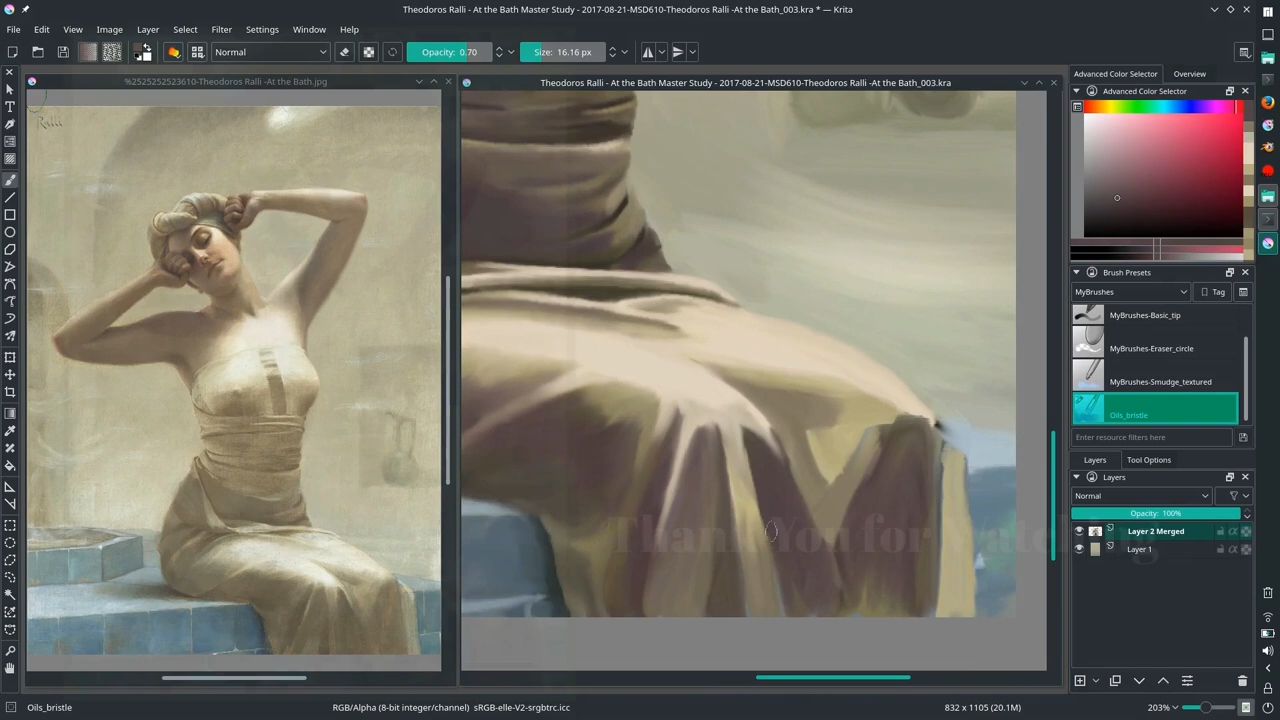 Theodoros Ralli - At the Bath Master Study - 2017-08-21-MSD610-Theodoros Ralli -At the Bath_003.kra * — Krita
File Edit View Image Layer Select Filter Settings Window Help
Normal Opacity: 0.70 Size: 16.16 px
%2525252523610-Theodoros Ralli -At the Bath.jpg
Theodoros Ralli - At the Bath Master Study - 2017-08-21-MSD610-Theodoros Ralli -At the Bath_003.kra
Advanced Color Selector Overview
Advanced Color Selector
Ralli
Brush Presets
MyBrushes Tag
MyBrushes-Basic_tip
MyBrushes-Eraser_circle
MyBrushes-Smudge_textured
Oils_bristle
Enter resource filters here
Layers Tool Options
Layers
Normal
Opacity: 100%
Layer 2 Merged
Layer 1
Thank You for watching
Oils_bristle RGB/Alpha (8-bit integer/channel) sRGB-elle-V2-srgbtrc.icc 832 x 1105 (20.1M) 203%